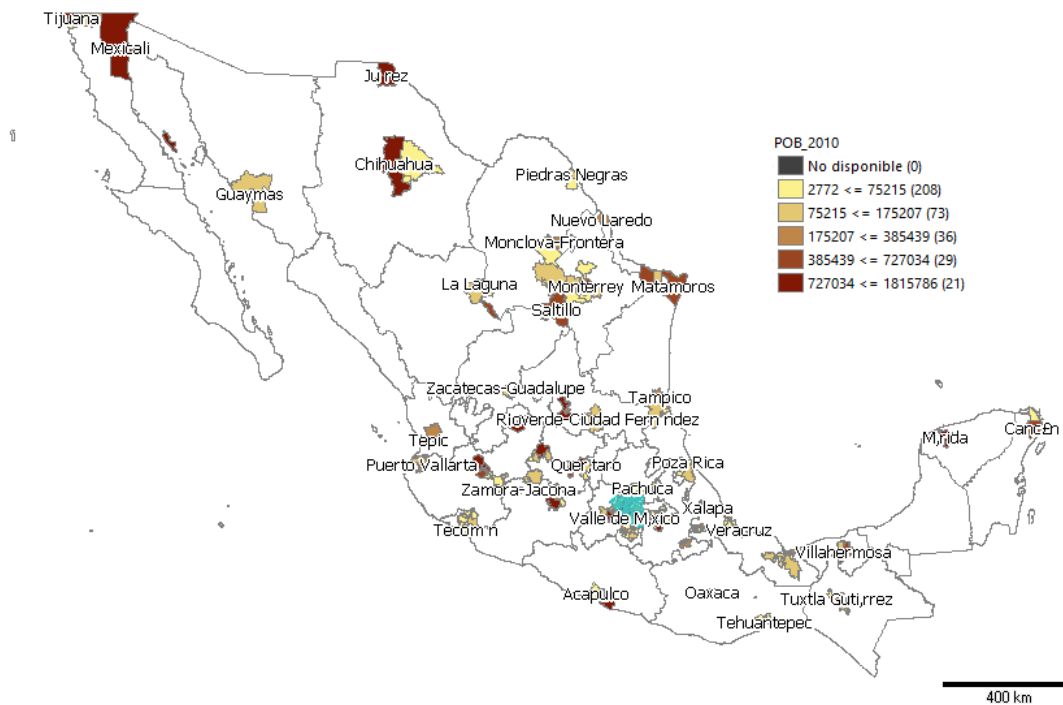 Tijuana
Mexicali
Ju rez
POB_2010
No disponible (0)
2772 <= 75215 (208)
75215 <= 175207 (73)
175207 <= 385439 (36)
385439 <= 727034 (29)
727034 <= 1815786 (21)
Chihuahua
Piedras Negras
Guaymas
Nuevo Laredo
Monclova-Frontera
La Laguna
Monterrey
Matamoros
Saltillo
Zacatecas-Guadalupe
Tampico
Rioverde-Ciudad Fern ndez
Tepic
M,rida
Canc£n
Puerto Vallarta
Quer,taro
Poza Rica
Zamora-Jacona
Pachuca
Xalapa
Valle de M,xico
Tecom n
Veracruz
Villahermosa
Acapulco
Oaxaca
Tuxtla Guti,rrez
Tehuantepec
400 km